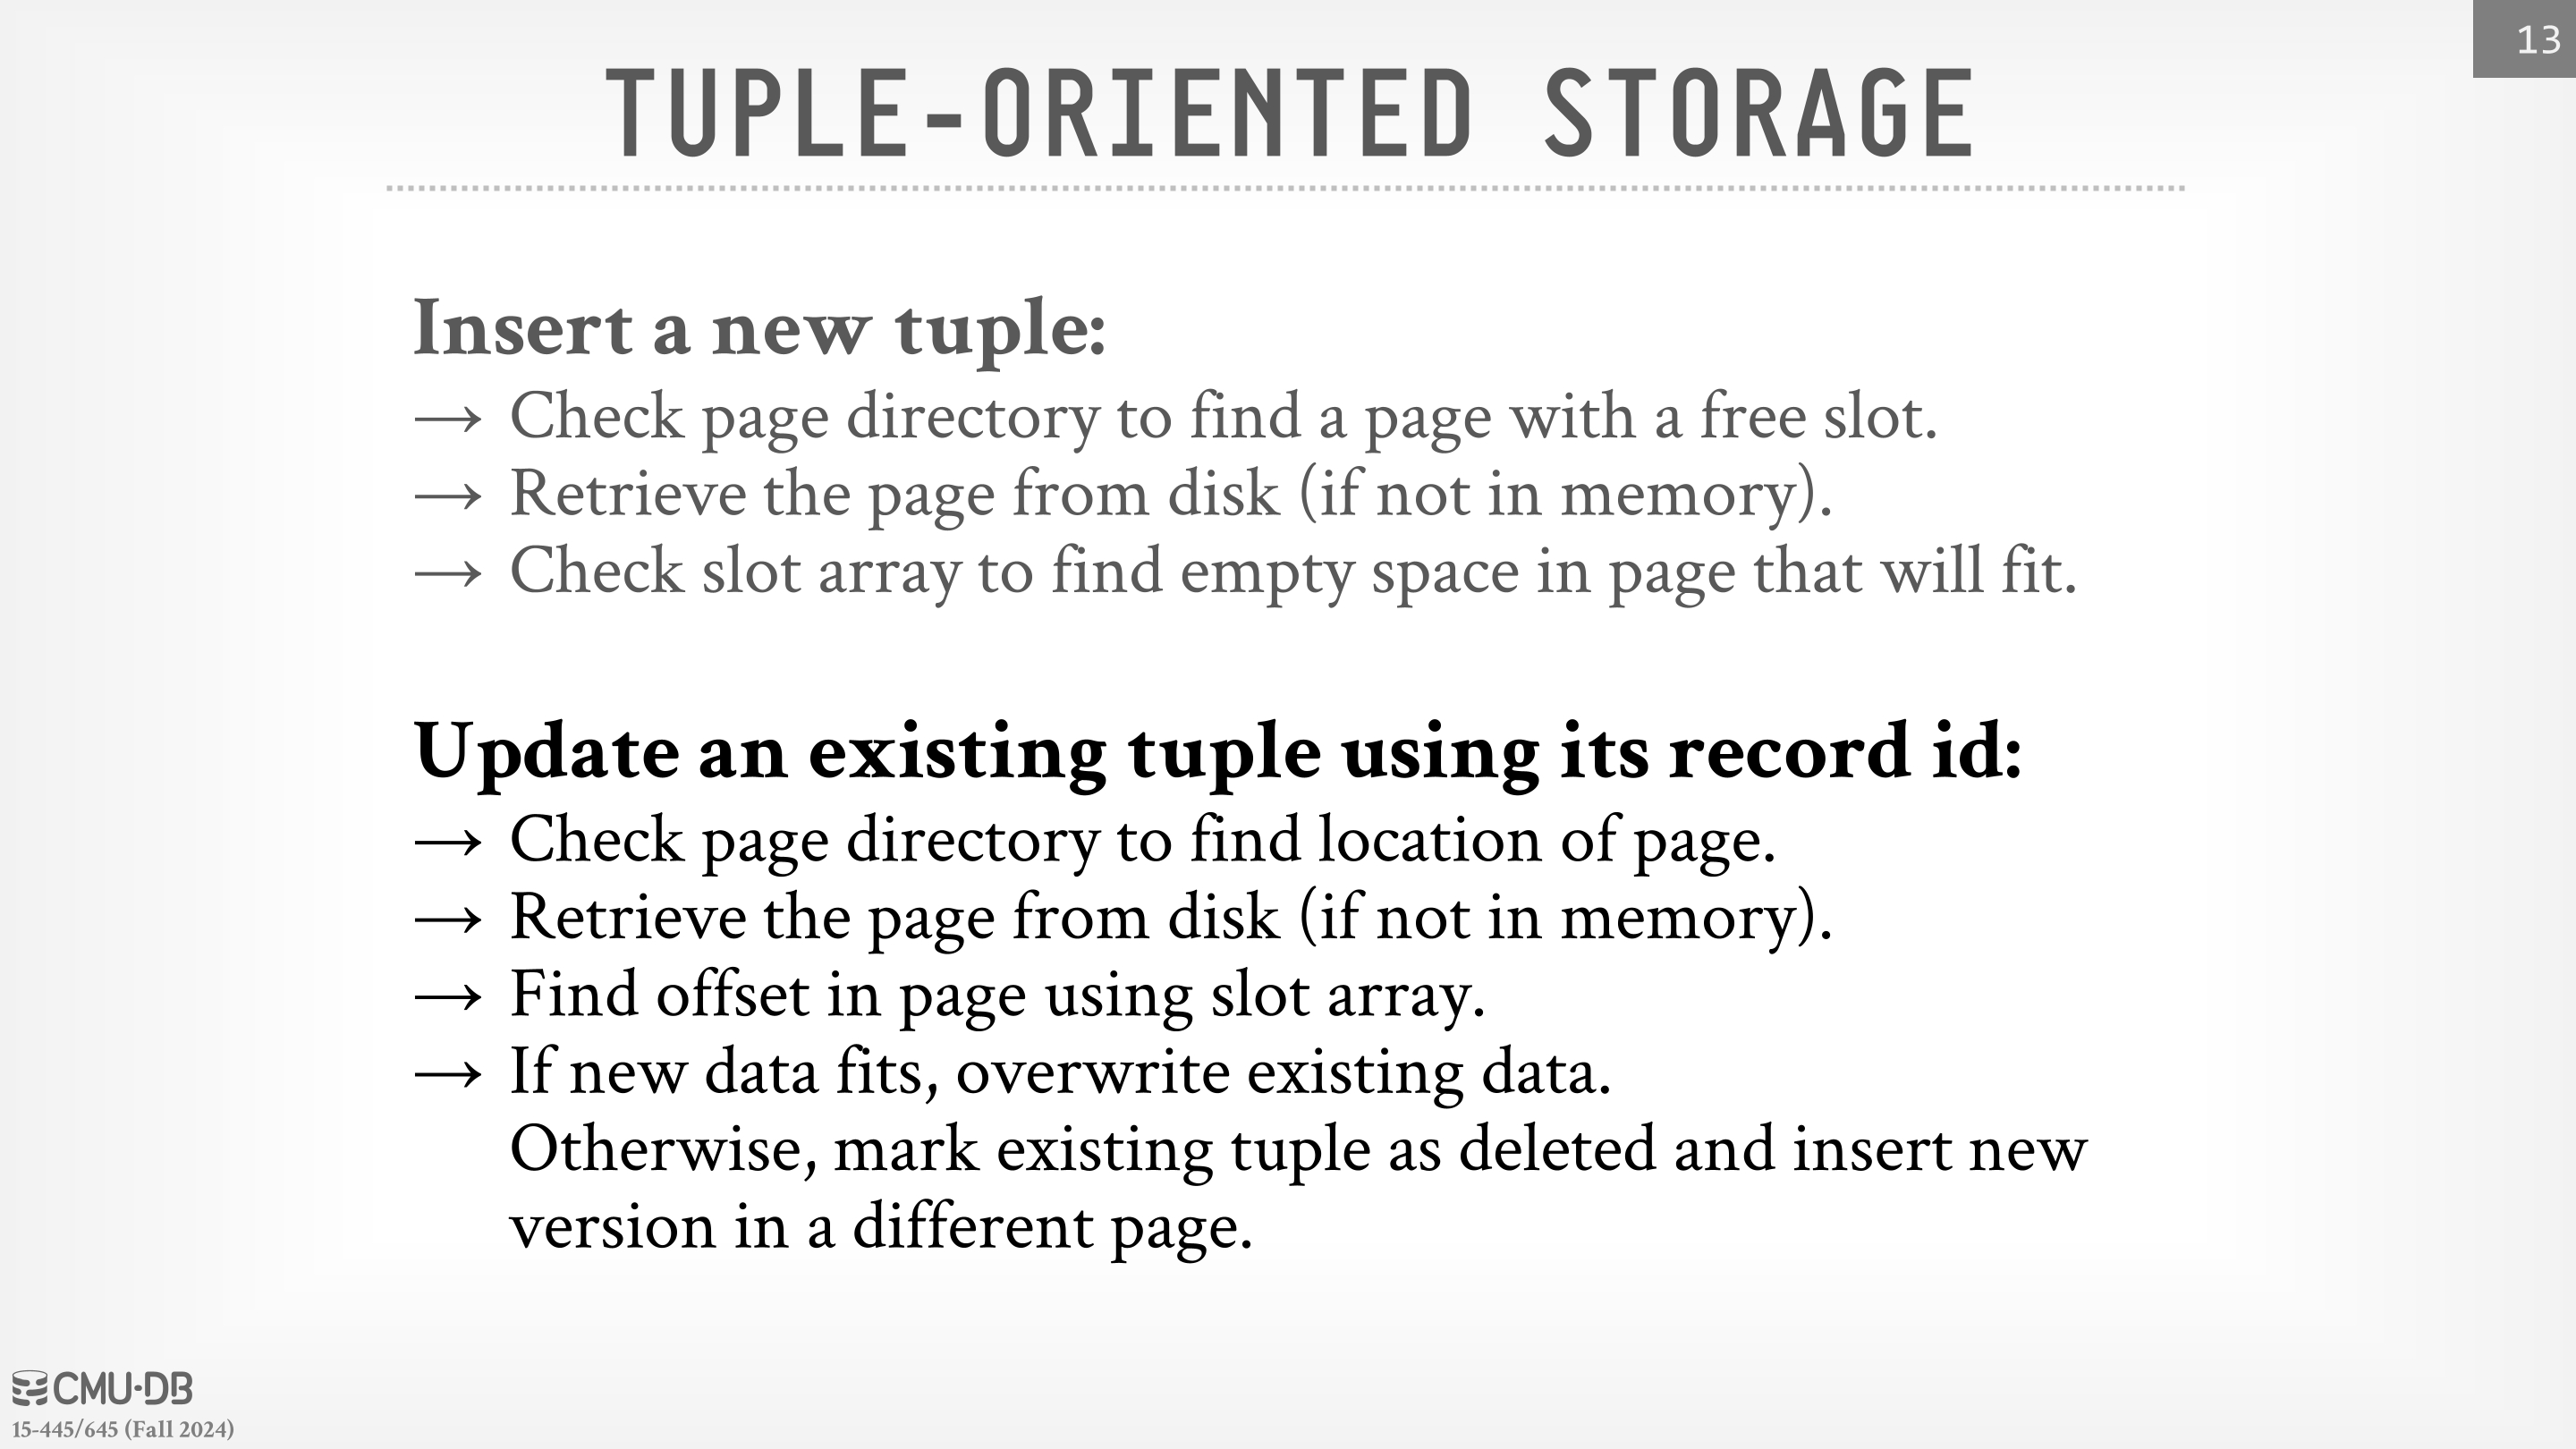 13
TUPLE-ORIENTED STORAGE
Insert a new tuple:
→ Check page directory to find a page with a free slot.
→ Retrieve the page from disk (if not in memory).
→ Check slot array to find empty space in page that will fit.
Update an existing tuple using its record id:
→ Check page directory to find location of page.
→ Retrieve the page from disk (if not in memory).
→ Find offset in page using slot array.
→ If new data fits, overwrite existing data.
Otherwise, mark existing tuple as deleted and insert new
version in a different page.
CMU·DB
15-445/645 (Fall 2024)